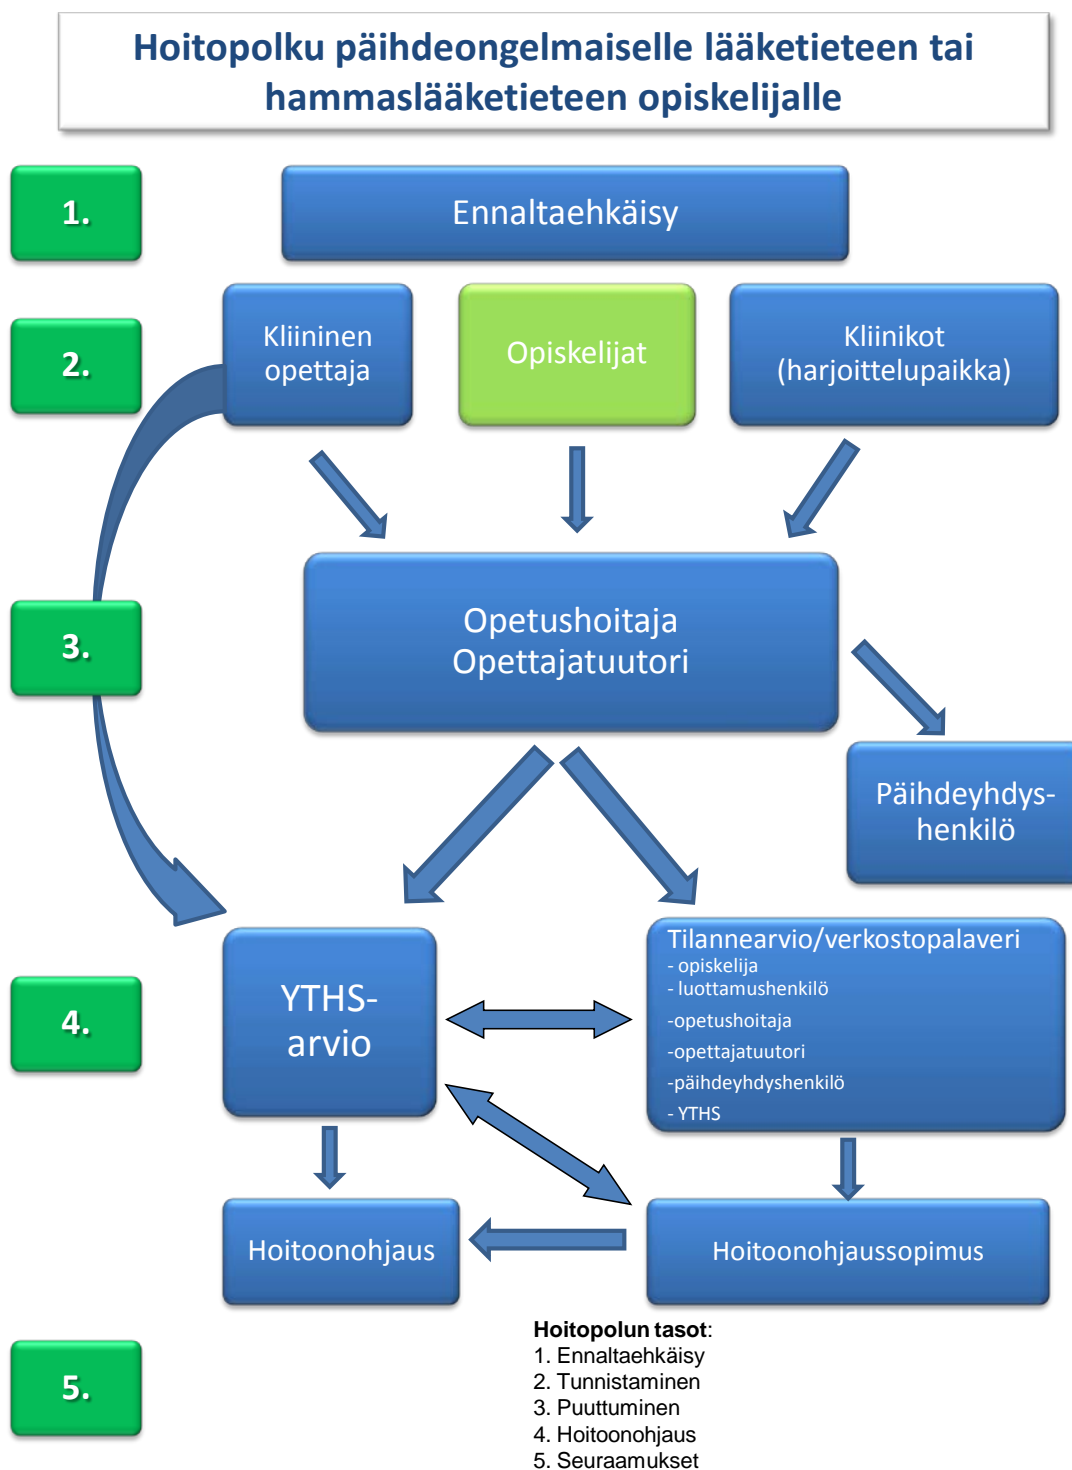 Hoitopolku päihdeongelmaiselle lääketieteen tai
hammaslääketieteen opiskelijalle
1.
Ennaltaehkäisy
2.
Kliininen
opettaja
Opiskelijat
Kliinikot
(harjoittelupaikka)
3.
Opetushoitaja
Opettajatuutori
Päihdeyhdys-
henkilö
4.
YTHS-
arvio
Tilannearvio/verkostopalaveri
- opiskelija
- luottamushenkilö
-opetushoitaja
-opettajatuutori
-päihdeyhdyshenkilö
- YTHS
Hoitoonohjaus
Hoitoonohjaussopimus
5.
Hoitopolun tasot:
1. Ennaltaehkäisy
2. Tunnistaminen
3. Puuttuminen
4. Hoitoonohjaus
5. Seuraamukset